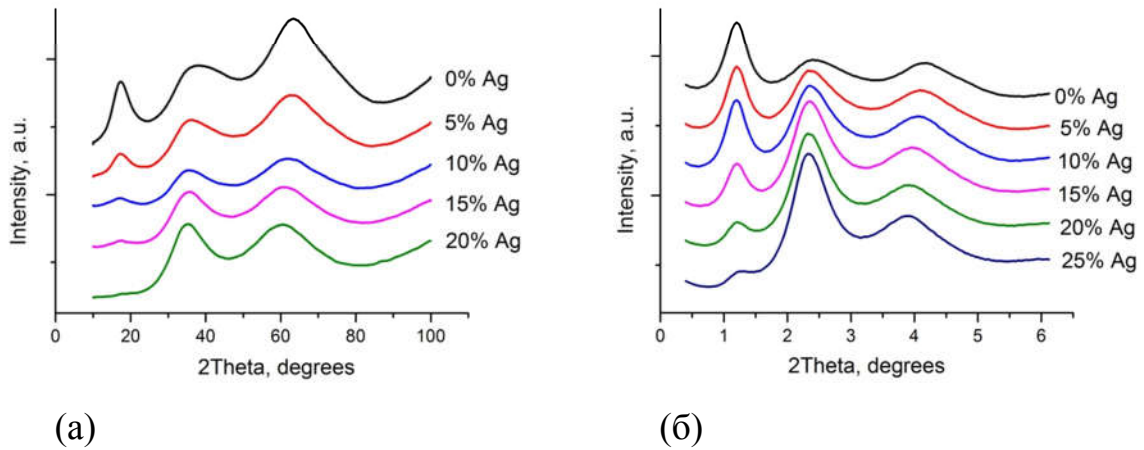 Intensity, a.u.
0% Ag
5% Ag
10% Ag
15% Ag
20% Ag
0 20 40 60 80 100
2Theta, degrees
(а)
Intensity, a.u.
0% Ag
5% Ag
10% Ag
15% Ag
20% Ag
25% Ag
0 1 2 3 4 5 6
2Theta, degrees
(б)